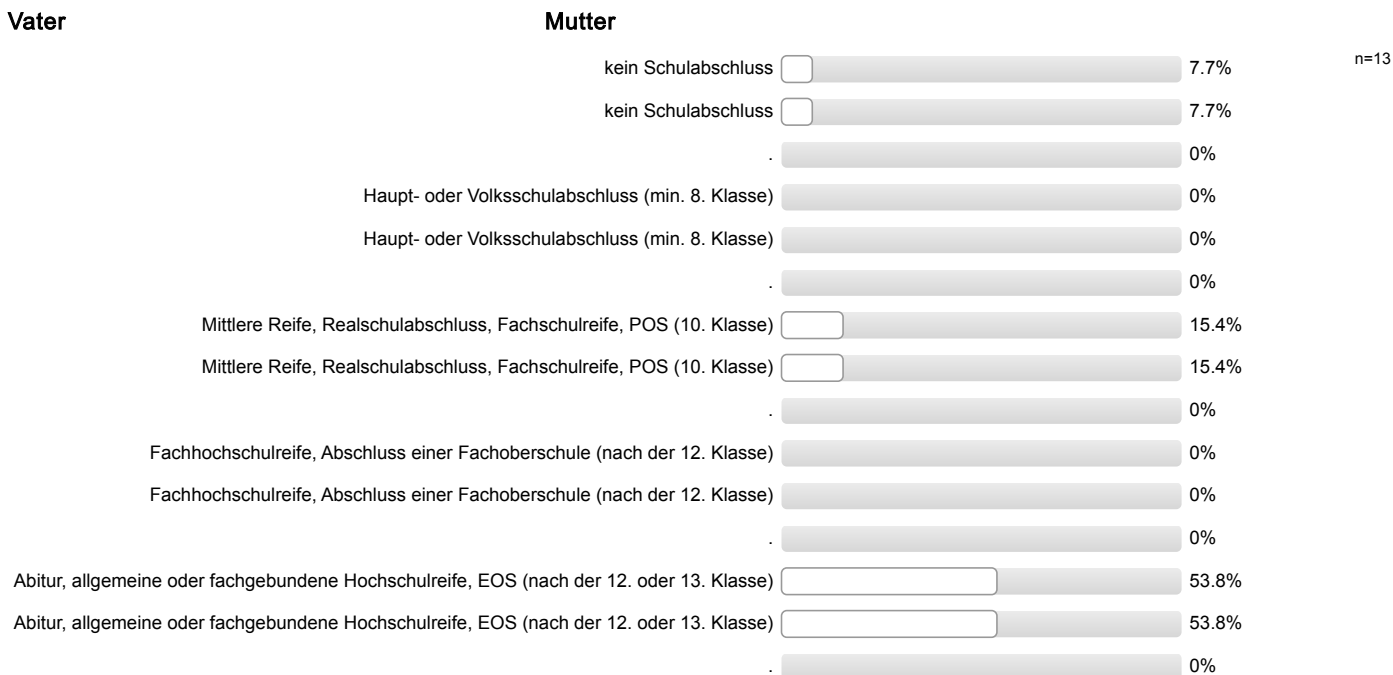 Vater Mutter
n=13
kein Schulabschluss 7.7%
kein Schulabschluss 7.7%
. 0%
Haupt- oder Volksschulabschluss (min. 8. Klasse) 0%
Haupt- oder Volksschulabschluss (min. 8. Klasse) 0%
. 0%
Mittlere Reife, Realschulabschluss, Fachschulreife, POS (10. Klasse) 15.4%
Mittlere Reife, Realschulabschluss, Fachschulreife, POS (10. Klasse) 15.4%
. 0%
Fachhochschulreife, Abschluss einer Fachoberschule (nach der 12. Klasse) 0%
Fachhochschulreife, Abschluss einer Fachoberschule (nach der 12. Klasse) 0%
. 0%
Abitur, allgemeine oder fachgebundene Hochschulreife, EOS (nach der 12. oder 13. Klasse) 53.8%
Abitur, allgemeine oder fachgebundene Hochschulreife, EOS (nach der 12. oder 13. Klasse) 53.8%
. 0%